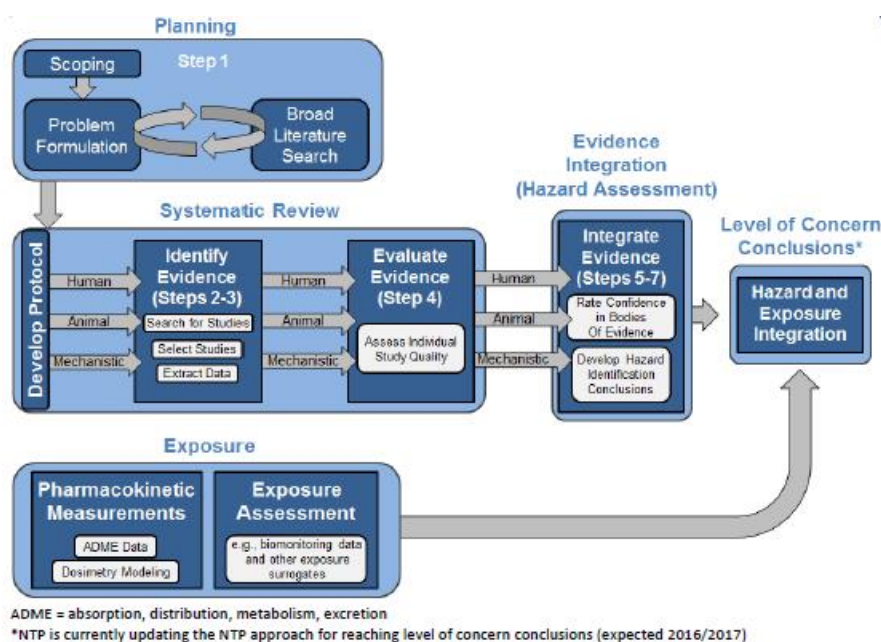 Planning
Scoping
Step 1
Problem
Formulation
Broad
Literature
Search
Evidence
Integration
(Hazard Assessment)
Systematic Review
Develop Protocol
Human
Animal
Mechanistic
Identify
Evidence
(Steps 2-3)
Search for Studies
Select Studies
Extract Data
Human
Animal
Mechanistic
Evaluate
Evidence
(Step 4)
Assess Individual
Study Quality
Human
Animal
Mechanistic
Integrate
Evidence
(Steps 5-7)
Rate Confidence
in Bodies
Of Evidence
Develop Hazard
Identification
Conclusions
Level of Concern
Conclusions*
Hazard and
Exposure
Integration
Exposure
Pharmacokinetic
Measurements
ADME Data
Dosimetry Modeling
Exposure
Assessment
e.g., biomonitoring data
and other exposure
surrogates
ADME = absorption, distribution, metabolism, excretion
*NTP is currently updating the NTP approach for reaching level of concern conclusions (expected 2016/2017)